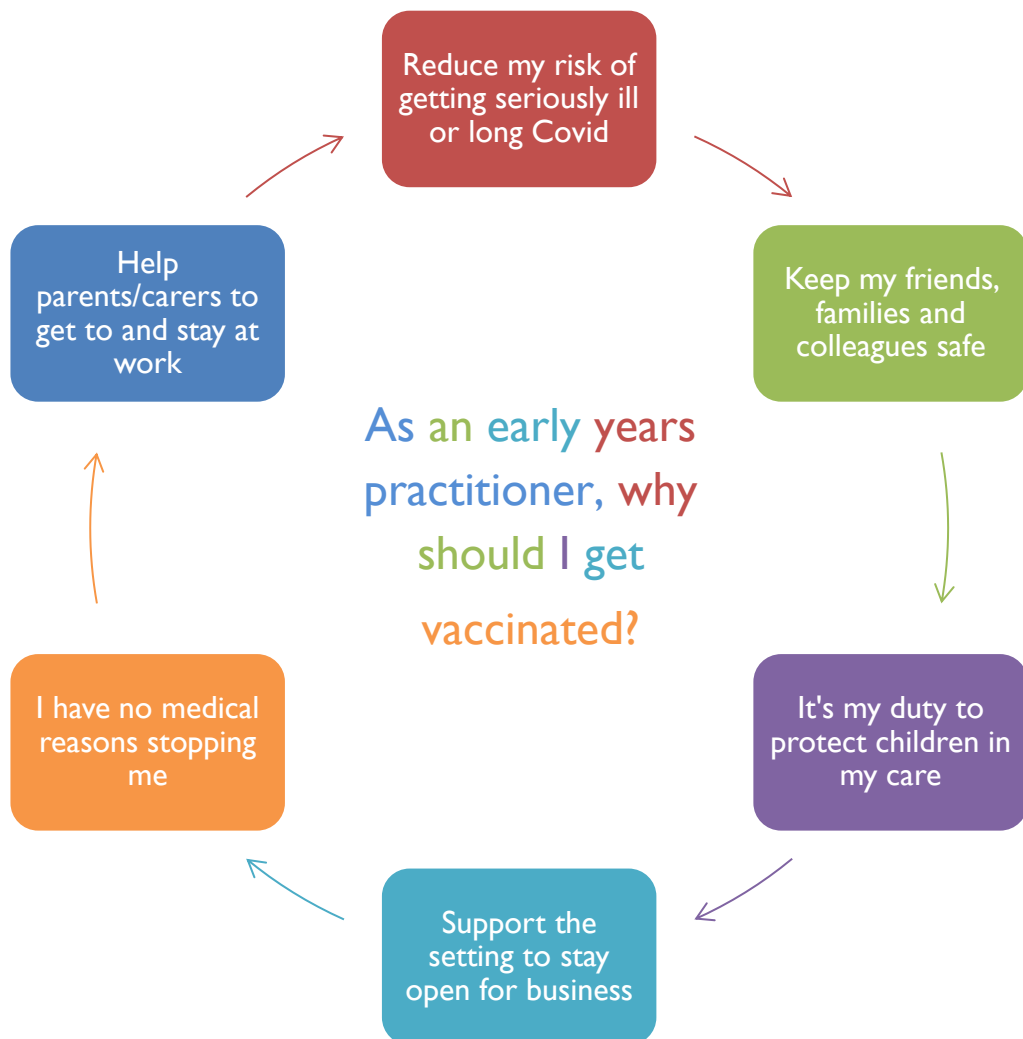 Reduce my risk of
getting seriously ill
or long Covid
Keep my friends,
families and
colleagues safe
It's my duty to
protect children in
my care
Support the
setting to stay
open for business
I have no medical
reasons stopping
me
Help
parents/carers to
get to and stay at
work
As an early years
practitioner, why
should I get
vaccinated?